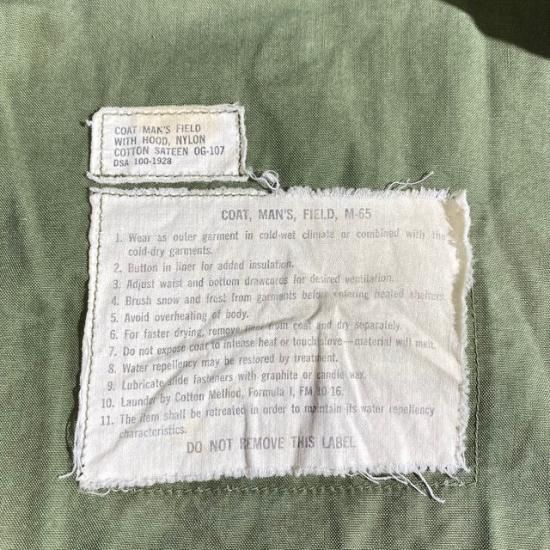 COAT MAN'S FIELD
WITH HOOD, NYLON
COTTON SATEEN OG-107
DSA 100-1928
COAT, MAN'S, FIELD, M-65
1. Wear as outer garment in cold-wet climate or combined with the
cold-dry garments.
2. Button in liner for added insulation.
3. Adjust waist and bottom drawcords for desired ventilation.
4. Brush snow and frost from garments before entering heated shelters.
5. Avoid overheating of body.
6. For faster drying, remove liner from coat and dry separately.
7. Do not expose coat to intense heat or touch stove—material will melt.
8. Water repellency may be restored by treatment.
9. Lubricate slide fasteners with graphite or candle wax.
10. Launder by Cotton Method, Formula I, FM 10-16.
11. The item shall be retreated in order to maintain its water repellency
characteristics.
DO NOT REMOVE THIS LABEL